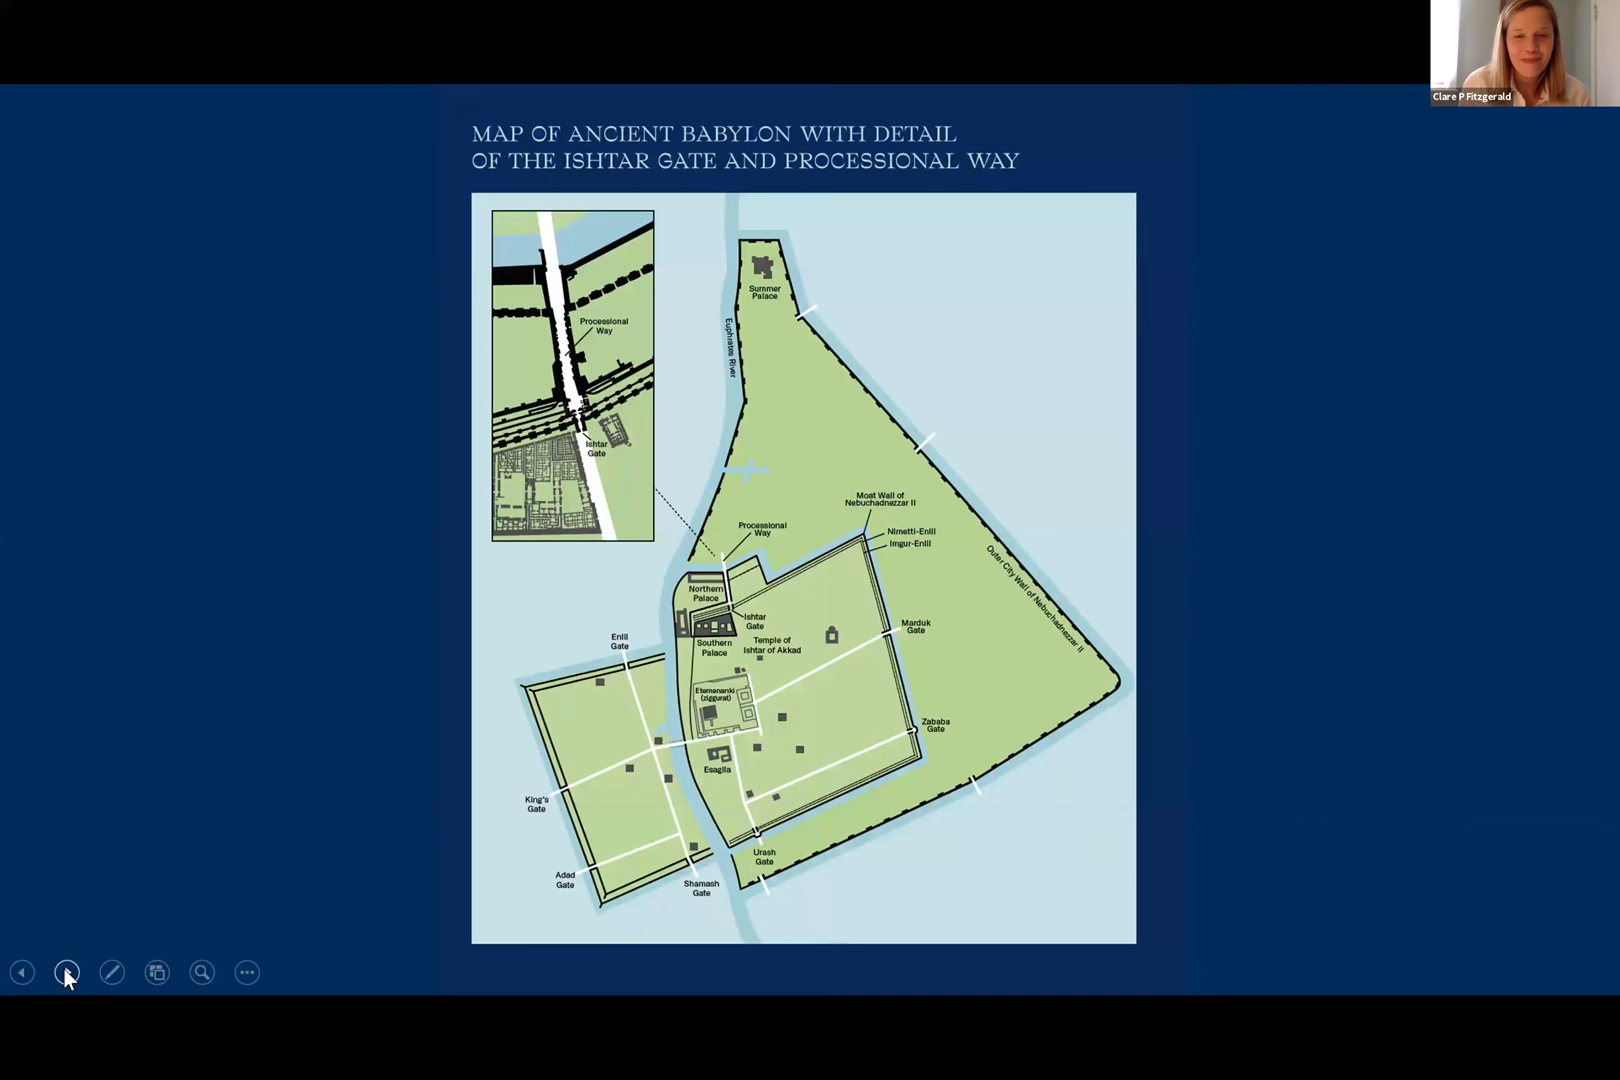 Clare P Fitzgerald
MAP OF ANCIENT BABYLON WITH DETAIL
OF THE ISHTAR GATE AND PROCESSIONAL WAY
Processional
Way
Ishtar
Gate
Summer
Palace
Euphrates River
Moat Wall of
Nebuchadnezzar II
Nimetti-Enlil
Imgur-Enlil
Outer City Wall of Nebuchadnezzar II
Processional
Way
Northern
Palace
Ishtar
Gate
Southern
Palace
Temple of
Ishtar of Akkad
Marduk
Gate
Enlil
Gate
Etemenanki
(ziggurat)
Zababa
Gate
Esagila
King's
Gate
Urash
Gate
Adad
Gate
Shamash
Gate